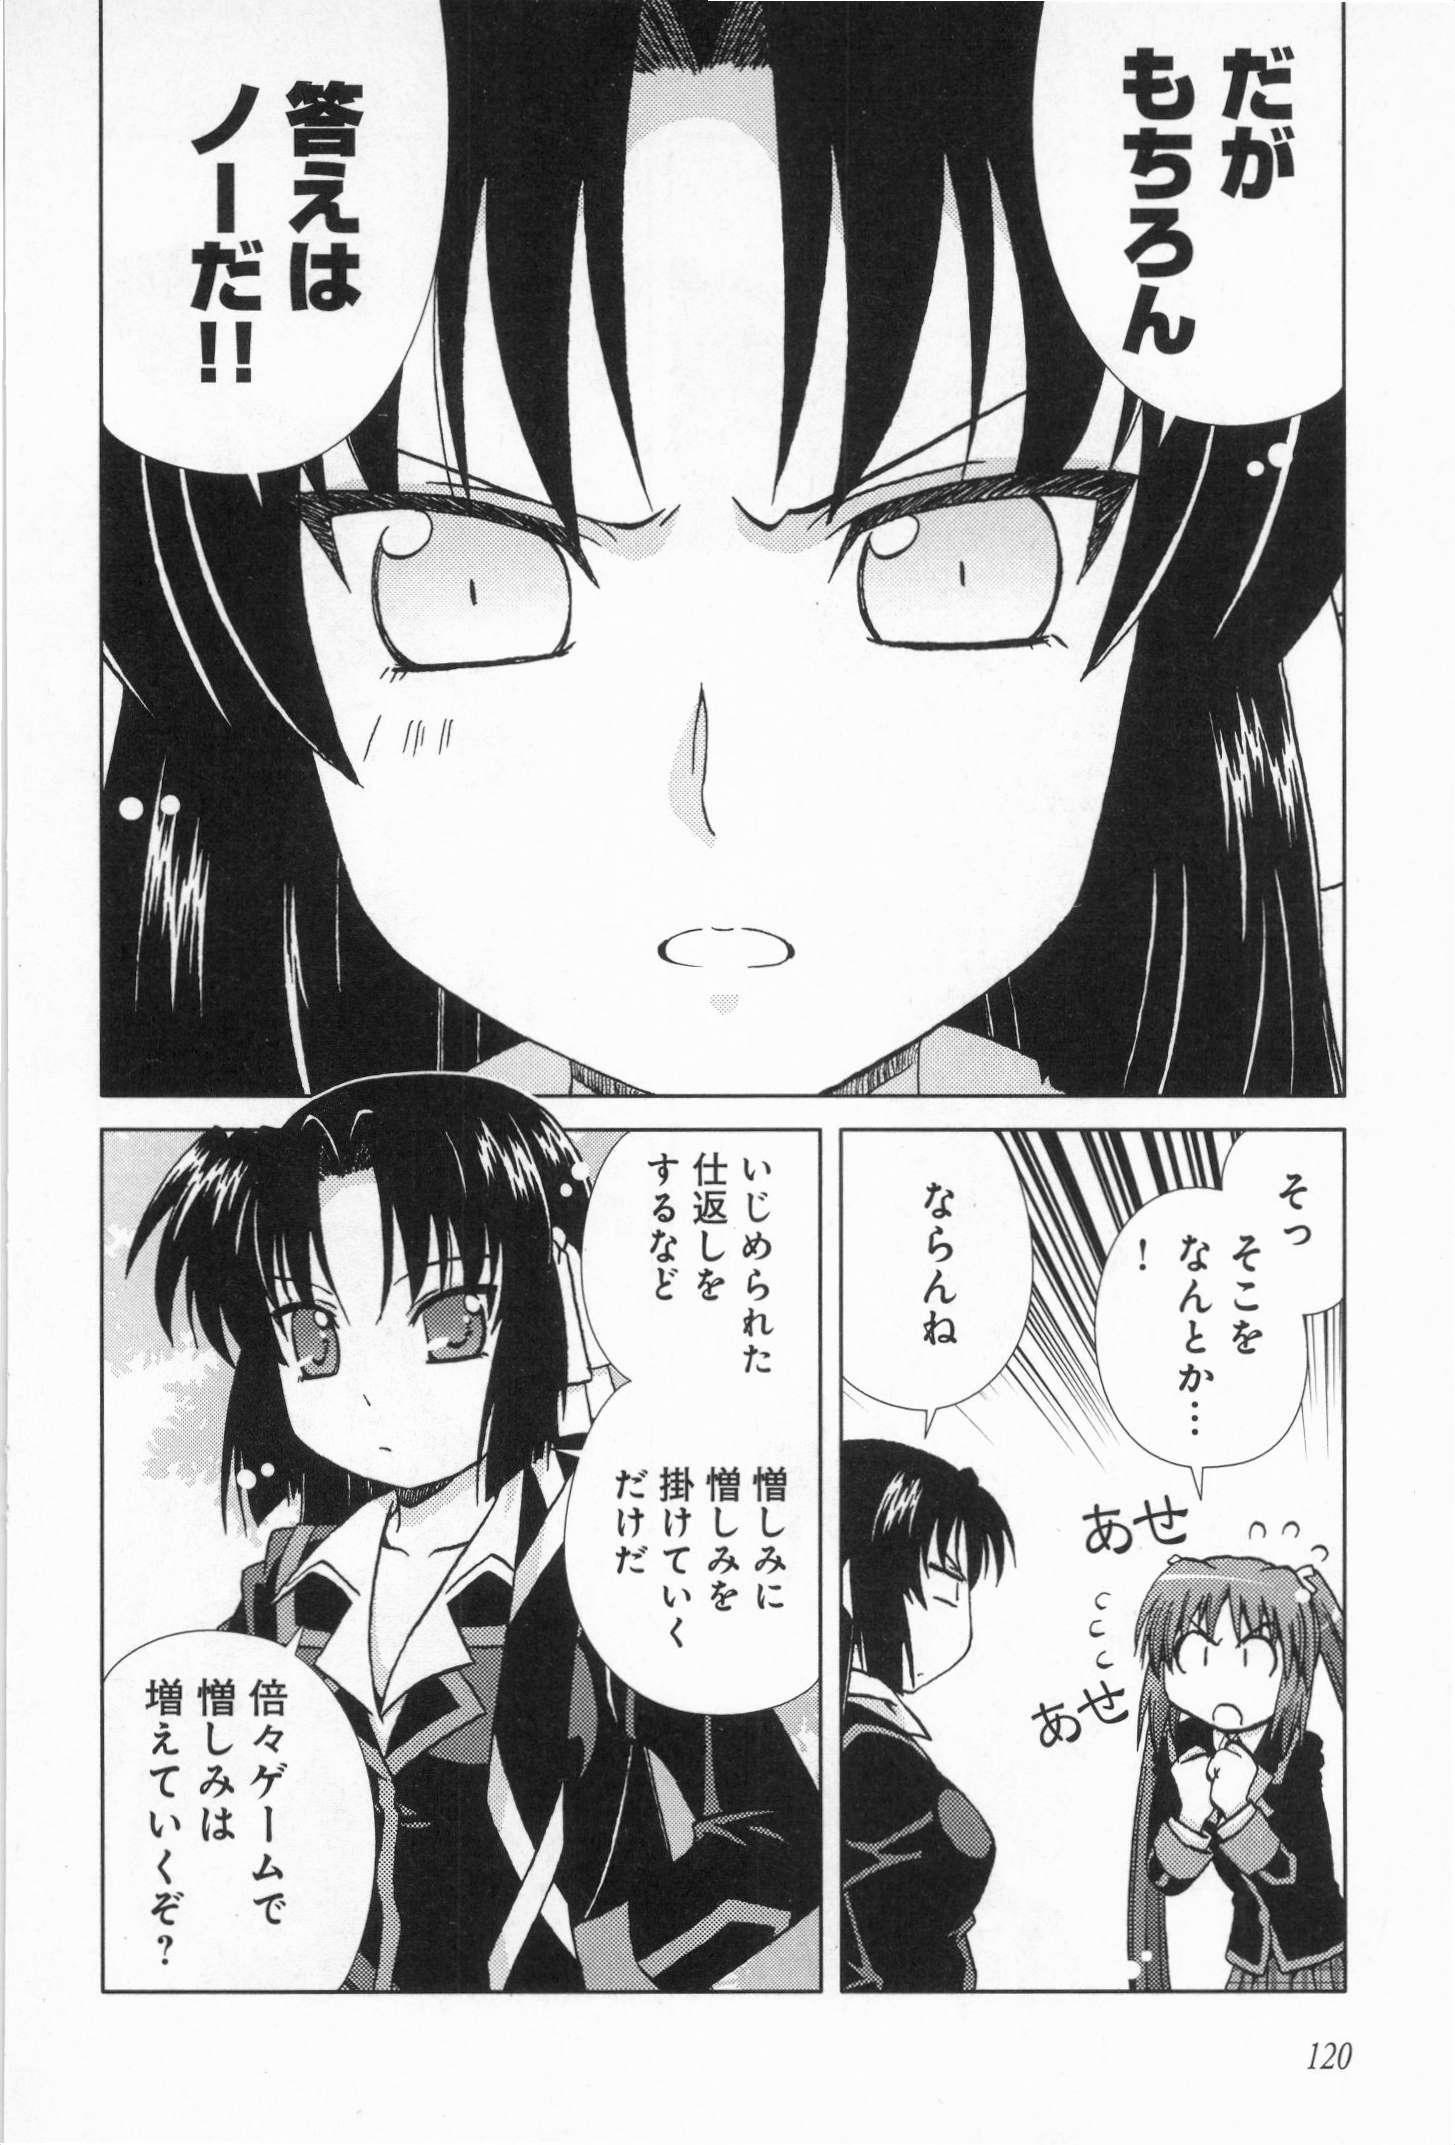 だが
もちろん
答えは
ノーだ!!
そっ
そこを
なんとか…
！
ならんね
あせ
あせ
いじめられた
仕返しを
するなど
憎しみに
憎しみを
掛けていく
だけだ
倍々ゲームで
憎しみは
増えていくぞ？
120